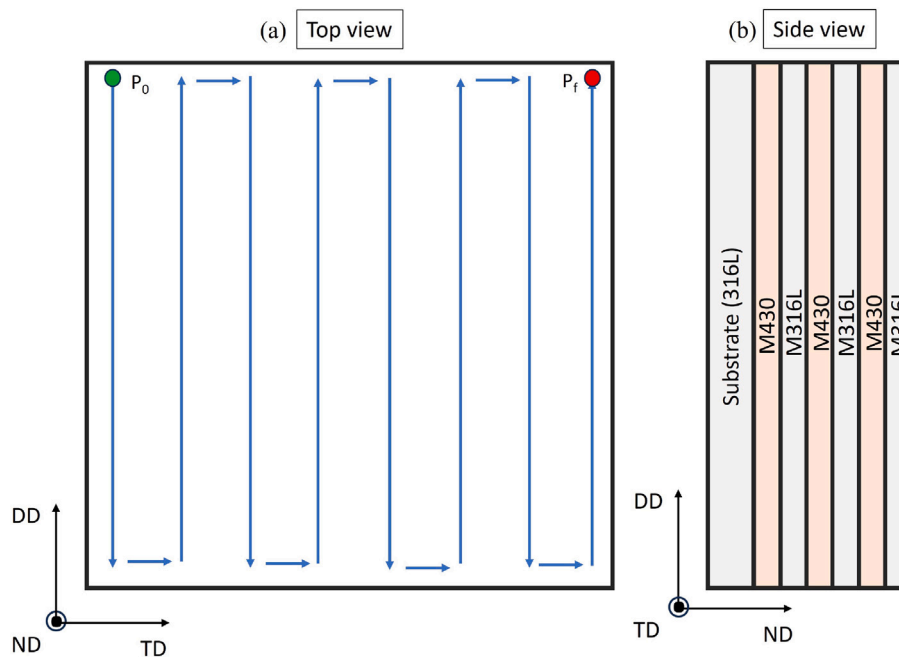 (a) Top view
P0
Pf
DD
ND
TD
(b) Side view
Substrate (316L)
M430
M316L
M430
M316L
M430
M316L
DD
TD
ND